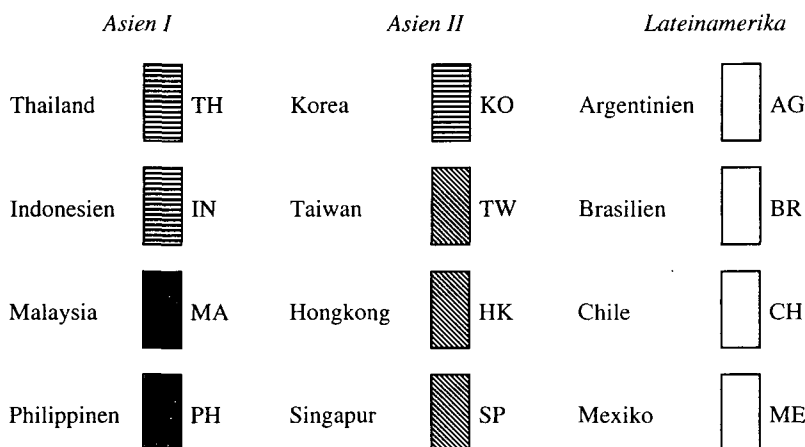 Asien I Asien II Lateinamerika
Thailand TH Korea KO Argentinien AG
Indonesien IN Taiwan TW Brasilien BR
Malaysia MA Hongkong HK Chile CH
Philippinen PH Singapur SP Mexiko ME